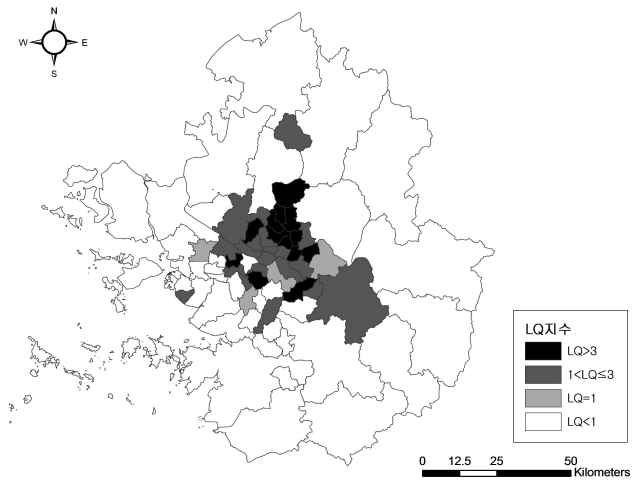 N
W E
S
LQ지수
LQ>3
1<LQ≤3
LQ=1
LQ<1
0 12.5 25 50
Kilometers